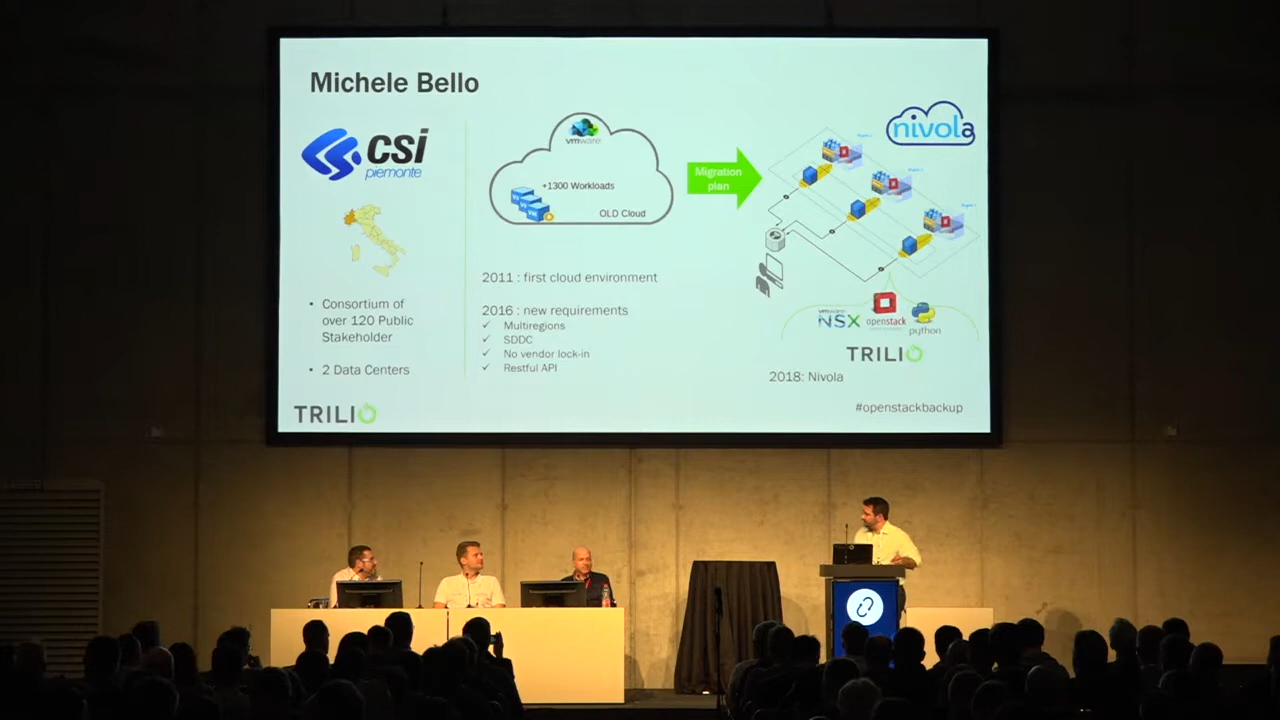 Michele Bello
csi
piemonte
• Consortium of
over 120 Public
Stakeholder
• 2 Data Centers
TRILIO
vmware
+1300 Workloads
OLD Cloud
2011 : first cloud environment
2016 : new requirements
✓ Multiregions
✓ SDDC
✓ No vendor lock-in
✓ Restful API
Migration
plan
nivola
vmware
NSX
openstack
python
TRILIO
2018: Nivola
#openstackbackup